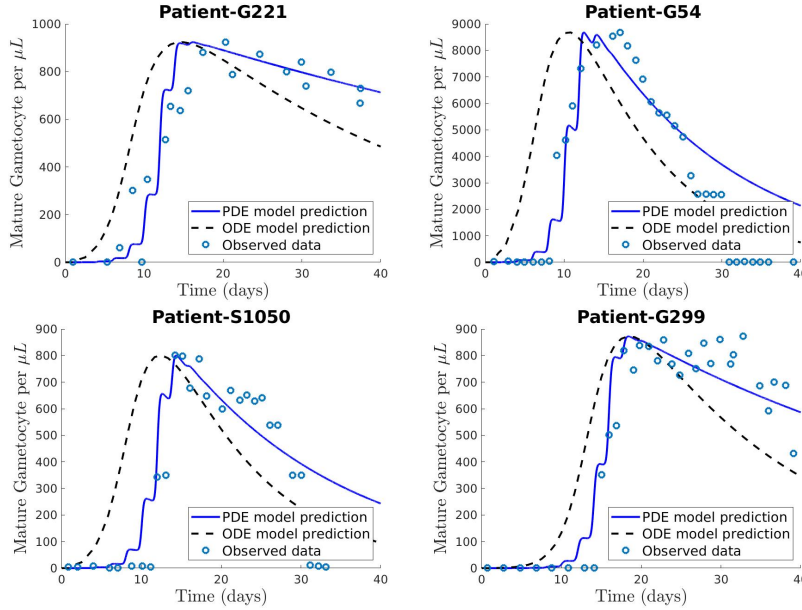 Patient-G221
Mature Gametocyte per μL
1000
800
600
400
200
0
0
10
20
30
40
Time (days)
PDE model prediction
ODE model prediction
Observed data
Patient-G54
Mature Gametocyte per μL
9000
8000
7000
6000
5000
4000
3000
2000
1000
0
0
10
20
30
40
Time (days)
PDE model prediction
ODE model prediction
Observed data
Patient-S1050
Mature Gametocyte per μL
900
800
700
600
500
400
300
200
100
0
0
10
20
30
40
Time (days)
PDE model prediction
ODE model prediction
Observed data
Patient-G299
Mature Gametocyte per μL
900
800
700
600
500
400
300
200
100
0
0
10
20
30
40
Time (days)
PDE model prediction
ODE model prediction
Observed data